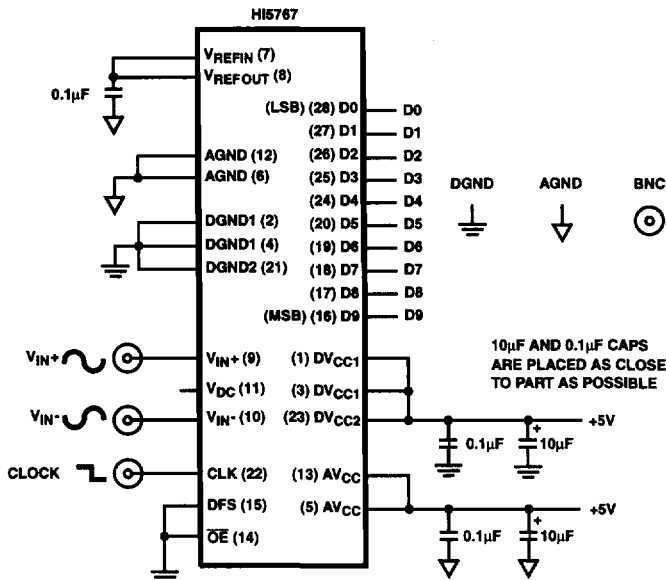 HI5767
VREFIN (7)
VREFOUT (8)
0.1µF
(LSB) (28) D0 D0
(27) D1 D1
AGND (12) (26) D2 D2
AGND (6) (25) D3 D3
(24) D4 D4
DGND1 (2) (20) D5 D5
DGND1 (4) (19) D6 D6
DGND2 (21) (18) D7 D7
(17) D8 D8
(MSB) (16) D9 D9
DGND AGND BNC
VIN+ VIN+ (9) (1) DVCC1
VDC (11) (3) DVCC1
VIN- VIN- (10) (23) DVCC2
10µF AND 0.1µF CAPS
ARE PLACED AS CLOSE
TO PART AS POSSIBLE
+5V
0.1µF + 10µF
CLOCK CLK (22) (13) AVCC
DFS (15) (5) AVCC
OE (14)
+5V
0.1µF + 10µF